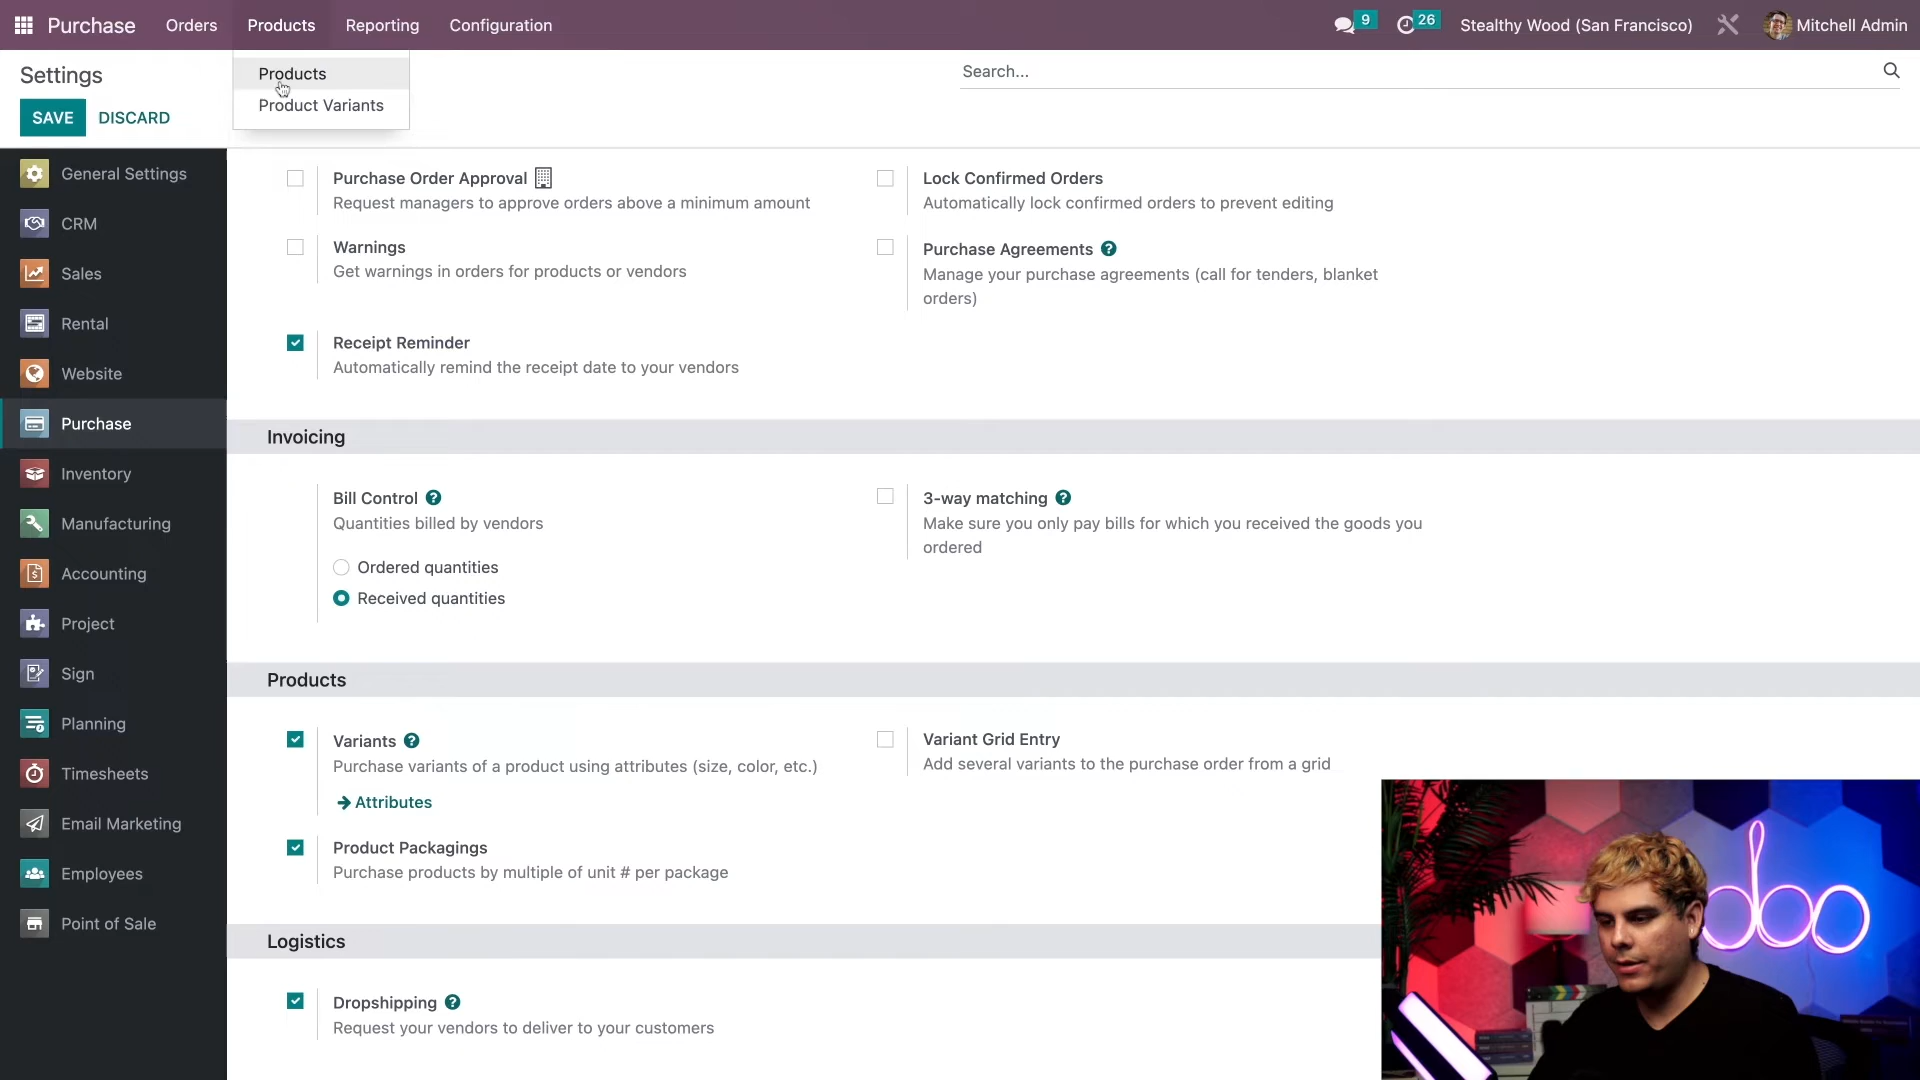 Purchase Orders Products Reporting Configuration 9 26 Stealthy Wood (San Francisco) Mitchell Admin
Settings
Products
Product Variants
Search...
SAVE DISCARD
General Settings
CRM
Sales
Rental
Website
Purchase
Inventory
Manufacturing
Accounting
Project
Sign
Planning
Timesheets
Email Marketing
Employees
Point of Sale
Purchase Order Approval
Request managers to approve orders above a minimum amount
Lock Confirmed Orders
Automatically lock confirmed orders to prevent editing
Warnings
Get warnings in orders for products or vendors
Purchase Agreements ?
Manage your purchase agreements (call for tenders, blanket
orders)
Receipt Reminder
Automatically remind the receipt date to your vendors
Invoicing
Bill Control ?
Quantities billed by vendors
Ordered quantities
Received quantities
3-way matching ?
Make sure you only pay bills for which you received the goods you
ordered
Products
Variants ?
Purchase variants of a product using attributes (size, color, etc.)
Attributes
Variant Grid Entry
Add several variants to the purchase order from a grid
Product Packagings
Purchase products by multiple of unit # per package
Logistics
Dropshipping ?
Request your vendors to deliver to your customers